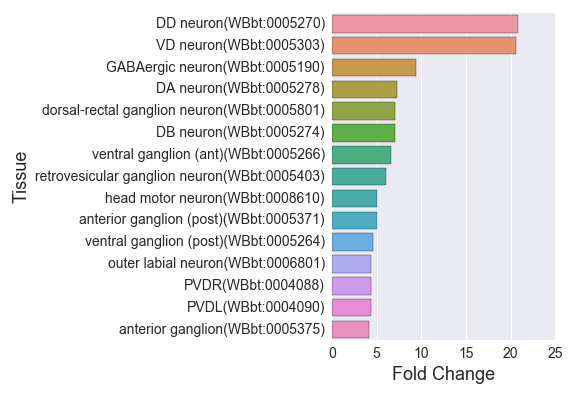 DD neuron(WBbt:0005270)
VD neuron(WBbt:0005303)
GABAergic neuron(WBbt:0005190)
DA neuron(WBbt:0005278)
dorsal-rectal ganglion neuron(WBbt:0005801)
DB neuron(WBbt:0005274)
ventral ganglion (ant)(WBbt:0005266)
retrovesicular ganglion neuron(WBbt:0005403)
head motor neuron(WBbt:0008610)
anterior ganglion (post)(WBbt:0005371)
ventral ganglion (post)(WBbt:0005264)
outer labial neuron(WBbt:0006801)
PVDR(WBbt:0004088)
PVDL(WBbt:0004090)
anterior ganglion(WBbt:0005375)
Tissue
0 5 10 15 20 25
Fold Change